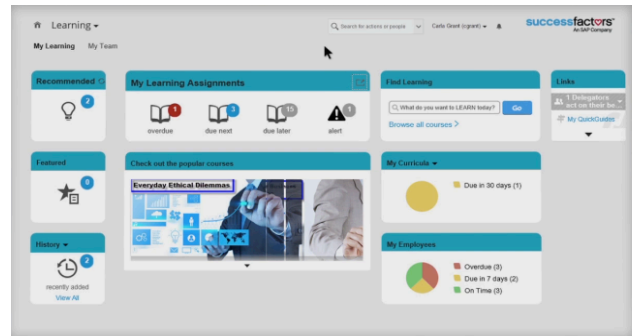 Learning
Search for actions or people
Carla Grant (cgrant)
successfactors
An SAP Company
My Learning
My Team
Recommended
2
My Learning Assignments
1
overdue
3
due next
15
due later
1
alert
Find Learning
What do you want to LEARN today?
Go
Browse all courses >
Links
1 Delegators
act on their be...
My QuickGuides
Featured
0
Check out the popular courses
Everyday Ethical Dilemmas
My Curricula
Due in 30 days (1)
History
2
recently added
View All
My Employees
Overdue (3)
Due in 7 days (2)
On Time (3)